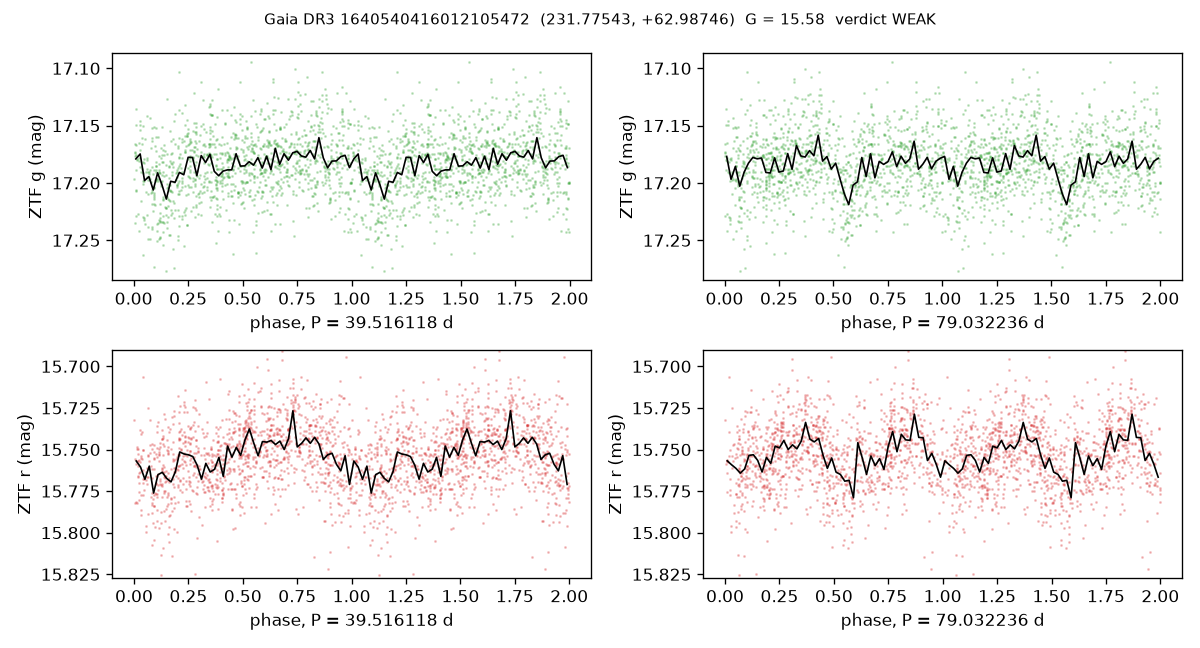 Gaia DR3 1640540416012105472 (231.77543, +62.98746) G = 15.58 verdict WEAK
17.10
17.15
17.20
17.25
ZTF g (mag)
0.00 0.25 0.50 0.75 1.00 1.25 1.50 1.75 2.00
phase, P = 39.516118 d
17.10
17.15
17.20
17.25
ZTF g (mag)
0.00 0.25 0.50 0.75 1.00 1.25 1.50 1.75 2.00
phase, P = 79.032236 d
15.700
15.725
15.750
15.775
15.800
15.825
ZTF r (mag)
0.00 0.25 0.50 0.75 1.00 1.25 1.50 1.75 2.00
phase, P = 39.516118 d
15.700
15.725
15.750
15.775
15.800
15.825
ZTF r (mag)
0.00 0.25 0.50 0.75 1.00 1.25 1.50 1.75 2.00
phase, P = 79.032236 d